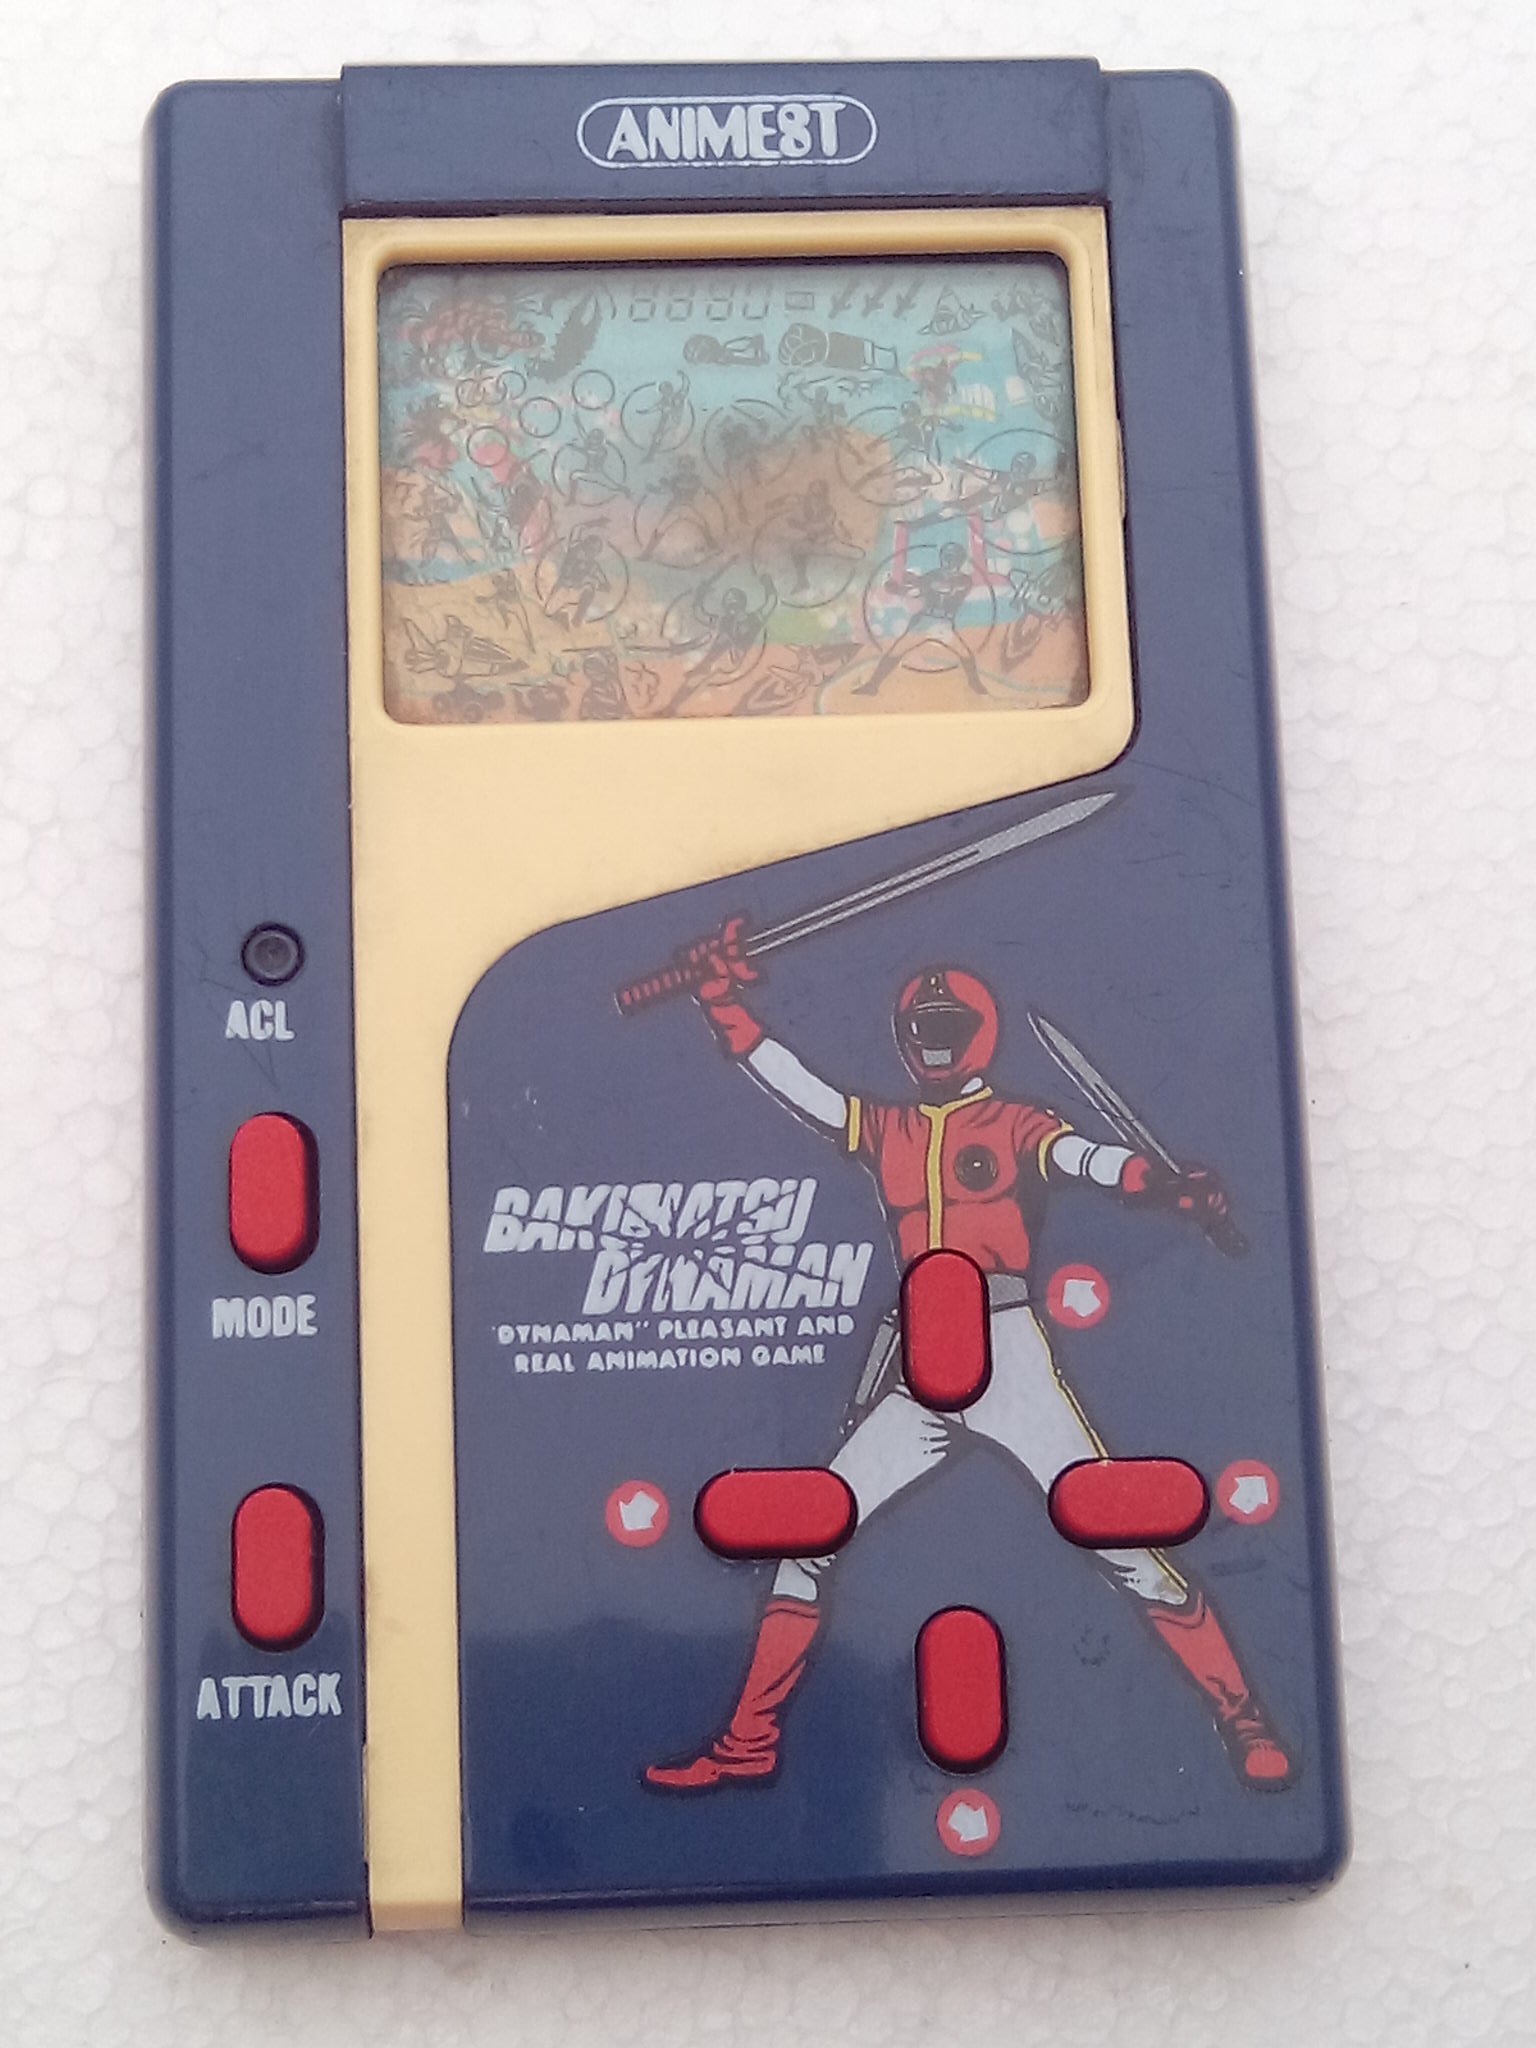 ANIMEST
ACL
MODE
ATTACK
BAKUHATSU
DYNAMAN
"DYNAMAN" PLEASANT AND
REAL ANIMATION GAME